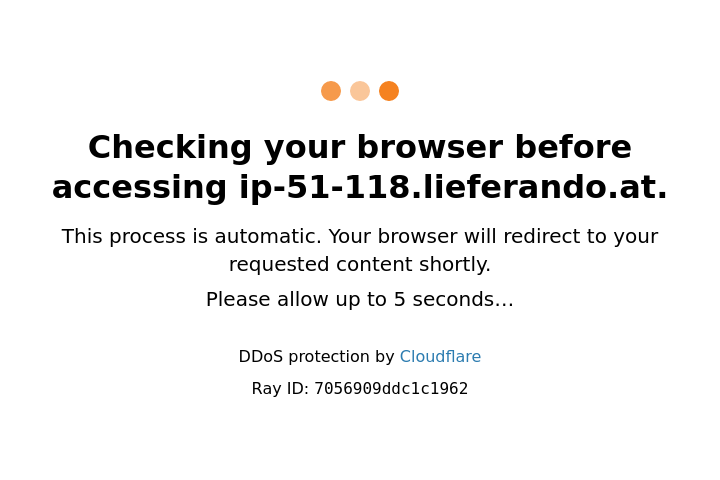 Checking your browser before
accessing ip-51-118.lieferando.at.
This process is automatic. Your browser will redirect to your
requested content shortly.
Please allow up to 5 seconds…
DDoS protection by Cloudflare
Ray ID: 7056909ddc1c1962